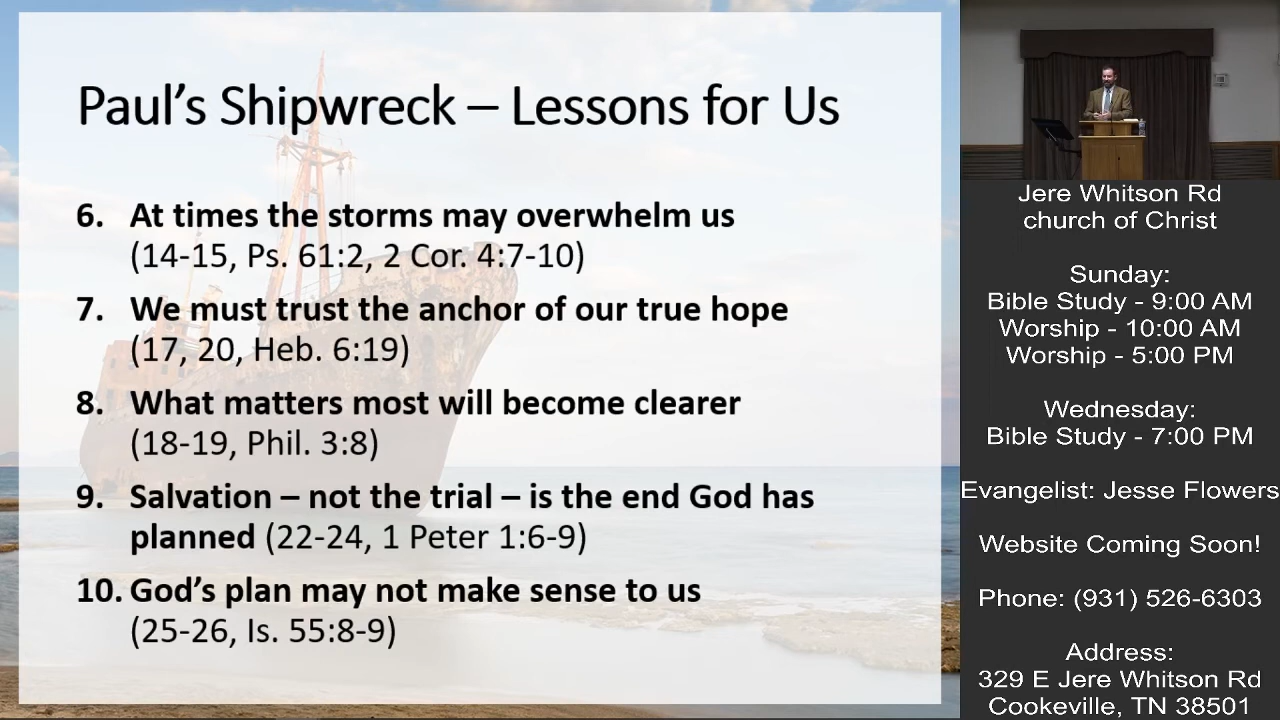 Paul's Shipwreck – Lessons for Us
6. At times the storms may overwhelm us
(14-15, Ps. 61:2, 2 Cor. 4:7-10)
7. We must trust the anchor of our true hope
(17, 20, Heb. 6:19)
8. What matters most will become clearer
(18-19, Phil. 3:8)
9. Salvation – not the trial – is the end God has
planned (22-24, 1 Peter 1:6-9)
10. God's plan may not make sense to us
(25-26, Is. 55:8-9)
Jere Whitson Rd
church of Christ
Sunday:
Bible Study - 9:00 AM
Worship - 10:00 AM
Worship - 5:00 PM
Wednesday:
Bible Study - 7:00 PM
Evangelist: Jesse Flowers
Website Coming Soon!
Phone: (931) 526-6303
Address:
329 E Jere Whitson Rd
Cookeville, TN 38501